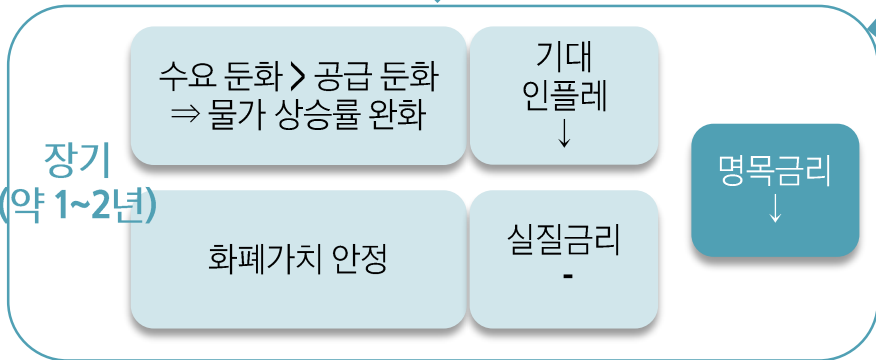 장기
(약 1~2년)
수요 둔화 > 공급 둔화
⇒ 물가 상승률 완화
기대
인플레
↓
화폐가치 안정
실질금리
-
명목금리
↓